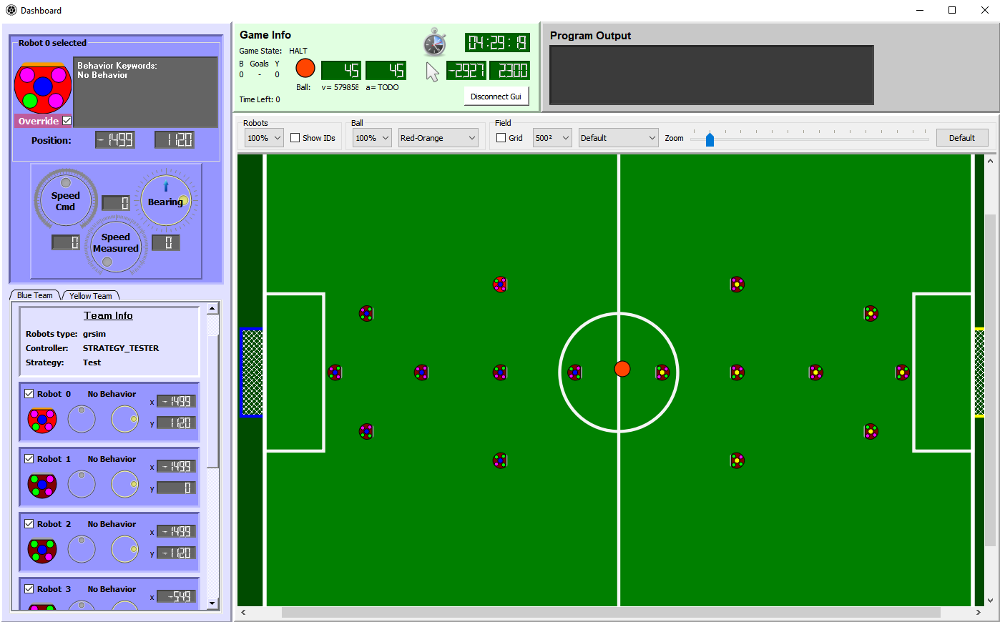 Dashboard
Robot 0 selected
Behavior Keywords:
No Behavior
Override
Position: -1499 1120
Speed
Cmd
0
Bearing
0
Speed
Measured
0
Blue Team
Yellow Team
Team Info
Robots type: grsim
Controller: STRATEGY_TESTER
Strategy: Test
Robot 0 No Behavior
x -1499
y 1120
Robot 1 No Behavior
x -1499
y 0
Robot 2 No Behavior
x -1499
y -1120
Robot 3 No Behavior
x -549
Game Info
04:29:19
Game State: HALT
B Goals Y
0 - 0
45 45
-2927 2300
Ball: v= 579858 a= TODO
Time Left: 0
Disconnect Gui
Program Output
Robots
100%
Show IDs
Ball
100%
Red-Orange
Field
Grid
500²
Default
Zoom
Default